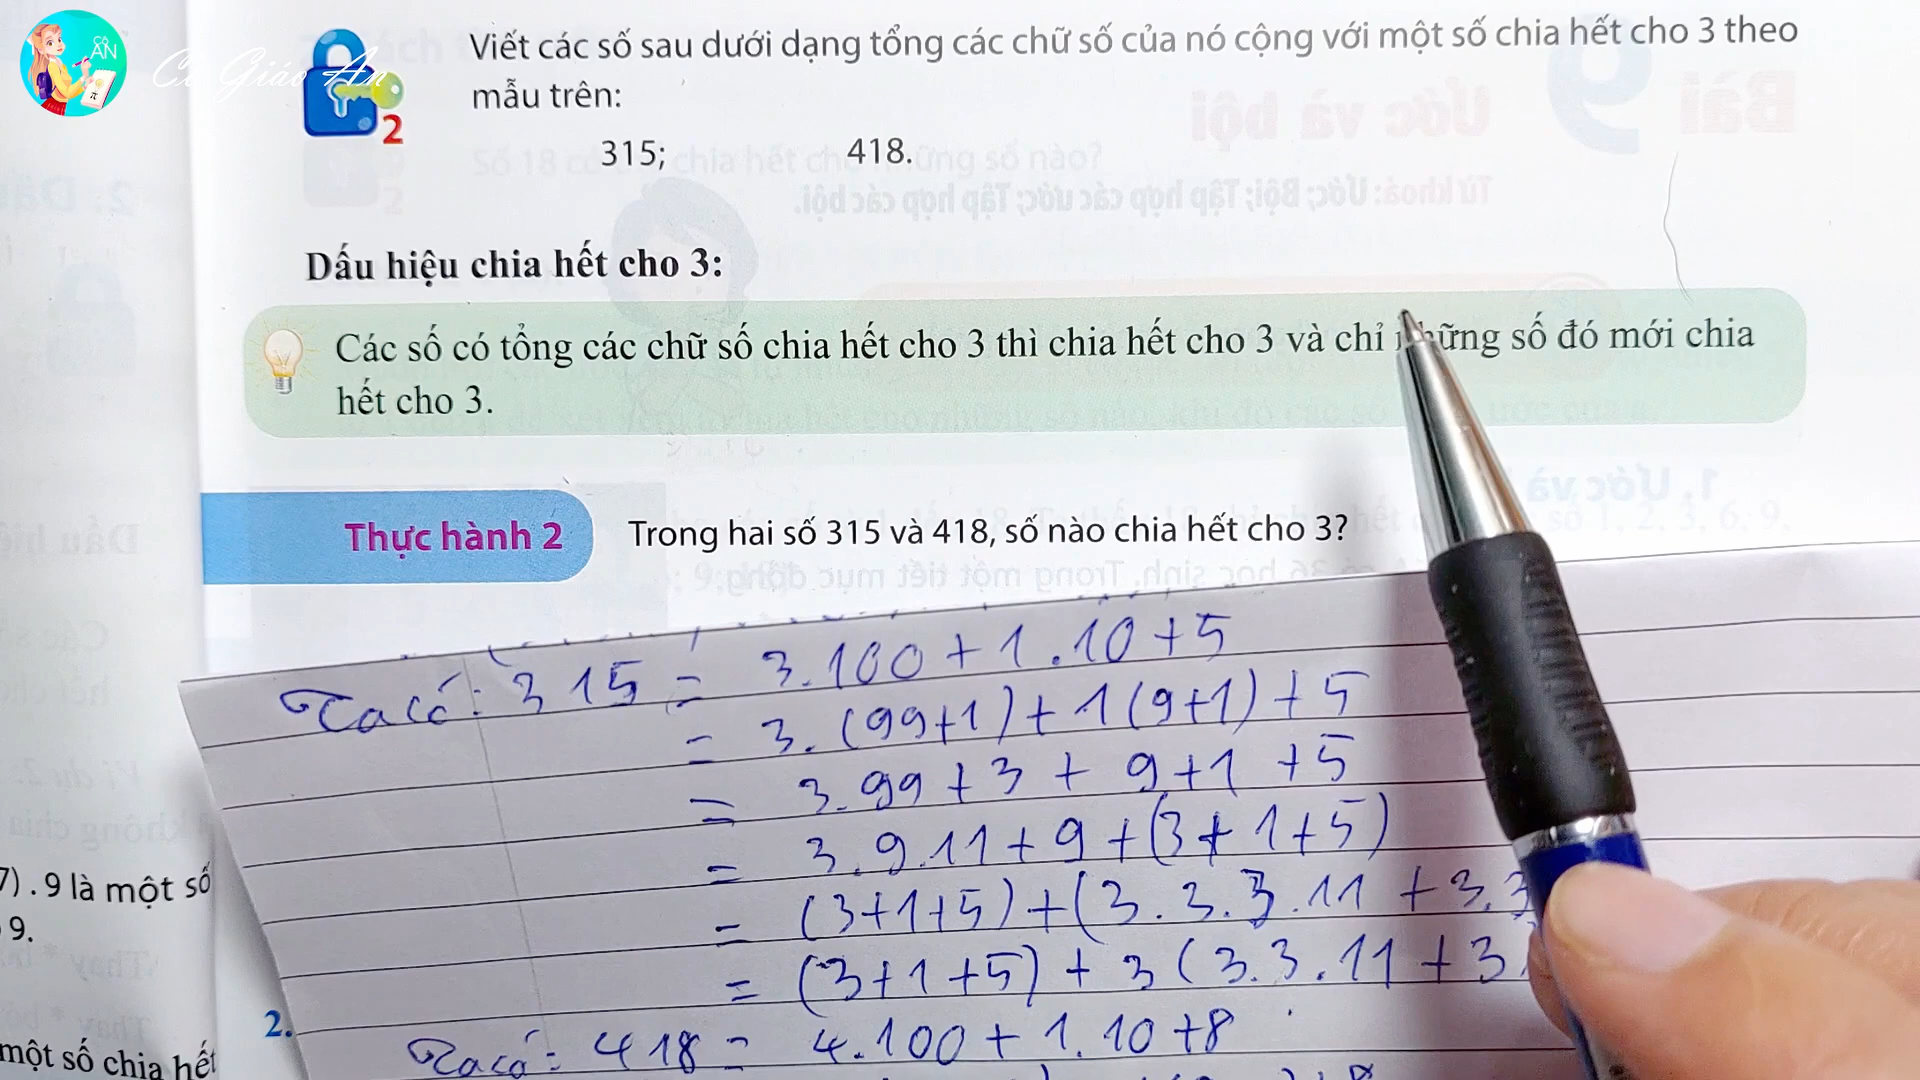 CÔ
ÂN
Cô Giáo Ân
Viết các số sau dưới dạng tổng các chữ số của nó cộng với một số chia hết cho 3 theo
mẫu trên:
2
315; 418.
Dấu hiệu chia hết cho 3:
Các số có tổng các chữ số chia hết cho 3 thì chia hết cho 3 và chỉ những số đó mới chia
hết cho 3.
Thực hành 2 Trong hai số 315 và 418, số nào chia hết cho 3?
Ta có: 315 = 3.100 + 1.10 + 5
= 3.(99+1) + 1(9+1) + 5
= 3.99 + 3 + 9+1 +5
= 3.9.11 + 9 + (3+1+5)
= (3+1+5) + (3.3.3.11 + 3.3
= (3+1+5) + 3(3.3.11 + 3
Ta có: 418 = 4.100 + 1.10 +8
7) . 9 là một số
9.
2.
một số chia hết